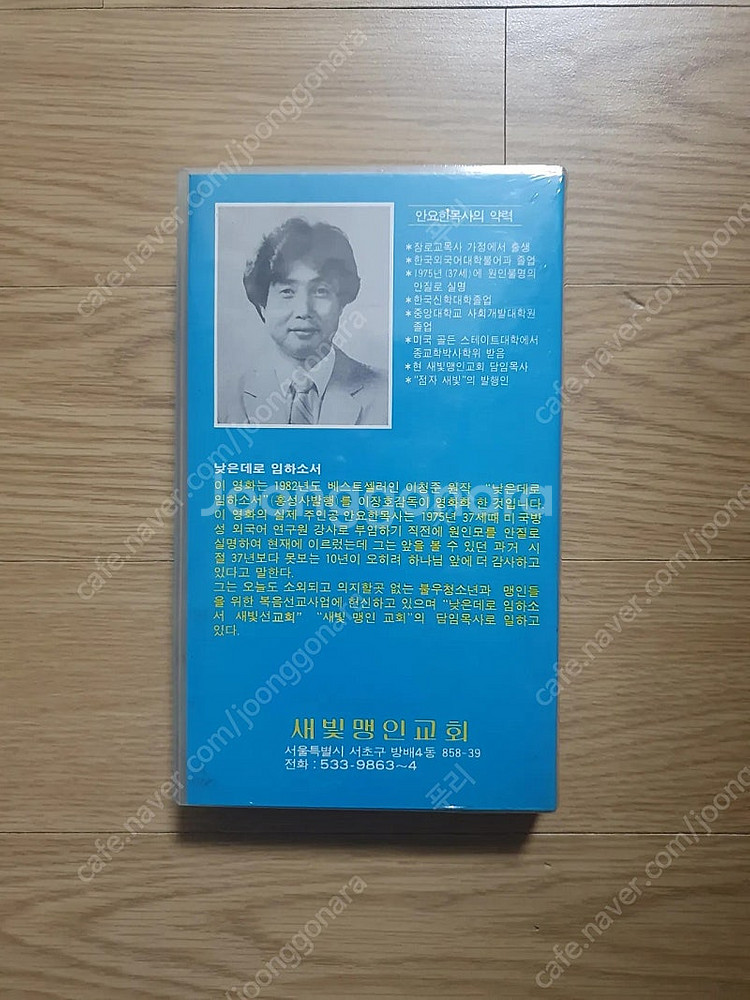 안요한목사의 약력
*장로교목사 가정에서 출생
*한국외국어대학불어과 졸업
*1975년 (37세)에 원인불명의
안질로 실명
*한국신학대학졸업
*중앙대학교 사회개발대학원
졸업
*미국 골든 스테이트대학에서
종교학박사학위 받음
*현 새빛맹인교회 담임목사
*"점자 새빛"의 발행인
낮은데로 임하소서
이 영화는 1982년도 베스트셀러인 이청준 원작 "낮은데로
임하소서"(홍성사발행)를 이장호감독이 영화화 한 것입니다.
이 영화의 실제 주인공 안요한목사는 1975년 37세때 미국방
성 외국어 연구원 강사로 부임하기 직전에 원인모를 안질로
실명하여 현재에 이르렀는데 그는 앞을 볼 수 있던 과거 시
절 37년보다 못보는 10년이 오히려 하나님 앞에 더 감사하고
있다고 말한다.
그는 오늘도 소외되고 의지할곳 없는 불우청소년과 맹인들
을 위한 복음선교사업에 헌신하고 있으며 "낮은데로 임하소
서 새빛선교회" "새빛 맹인 교회"의 담임목사로 일하고
있다.
새빛맹인교회
서울특별시 서초구 방배4동 858-39
전화 : 533-9863~4
Joonggonara
cafe.naver.com/joonggonara
푸리